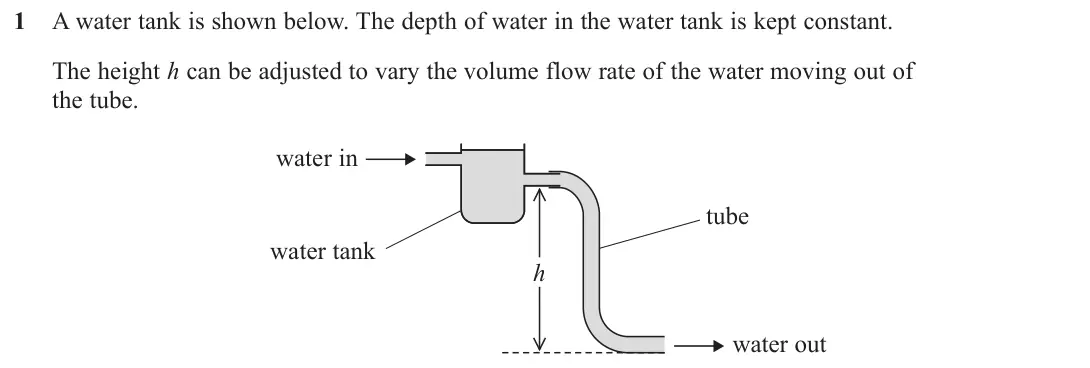 1 A water tank is shown below. The depth of water in the water tank is kept constant.
The height h can be adjusted to vary the volume flow rate of the water moving out of
the tube.
water in
tube
water tank
h
water out